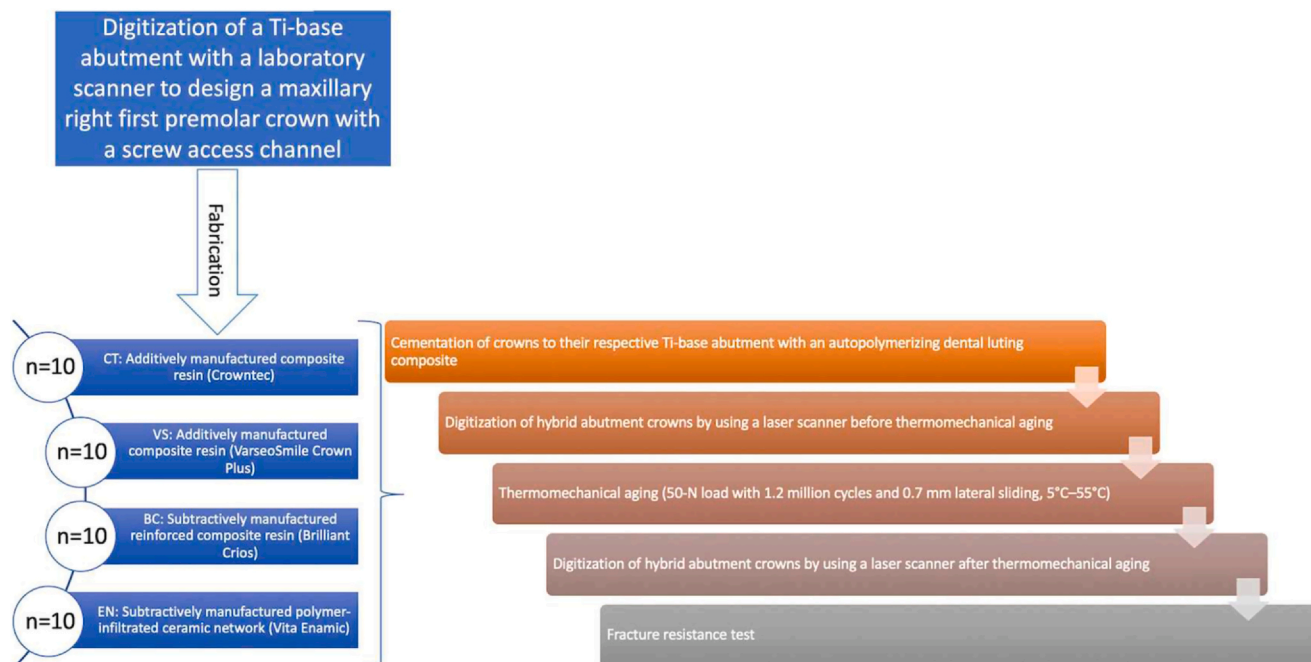 Digitization of a Ti-base
abutment with a laboratory
scanner to design a maxillary
right first premolar crown with
a screw access channel
Fabrication
n=10
CT: Additively manufactured composite
resin (Crowntec)
n=10
VS: Additively manufactured
composite resin (VarseoSmile Crown
Plus)
n=10
BC: Subtractively manufactured
reinforced composite resin (Brilliant
Crios)
n=10
EN: Subtractively manufactured polymer-
infiltrated ceramic network (Vita Enamic)
Cementation of crowns to their respective Ti-base abutment with an autopolymerizing dental luting
composite
Digitization of hybrid abutment crowns by using a laser scanner before thermomechanical aging
Thermomechanical aging (50-N load with 1.2 million cycles and 0.7 mm lateral sliding, 5°C–55°C)
Digitization of hybrid abutment crowns by using a laser scanner after thermomechanical aging
Fracture resistance test